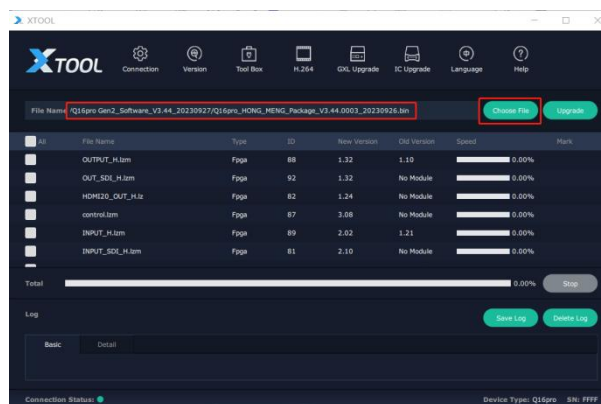 XTOOL
XTOOL
Connection
Version
Tool Box
H.264
GXL Upgrade
IC Upgrade
Language
Help
File Name /Q16pro Gen2_Software_V3.44_20230927/Q16pro_HONG_MENG_Package_V3.44.0003_20230926.bin Choose File Upgrade
All File Name Type ID New Version Old Version Speed Mark
OUTPUT_H.lzm Fpga 88 1.32 1.10 0.00%
OUT_SDI_H.lzm Fpga 92 1.32 No Module 0.00%
HDMI20_OUT_H.lz Fpga 82 1.24 No Module 0.00%
control.lzm Fpga 87 3.08 No Module 0.00%
INPUT_H.lzm Fpga 89 2.02 1.21 0.00%
INPUT_SDI_H.lzm Fpga 81 2.10 No Module 0.00%
Total 0.00% Stop
Log Save Log Delete Log
Basic Detail
Connection Status: Device Type: Q16pro SN: FFFF